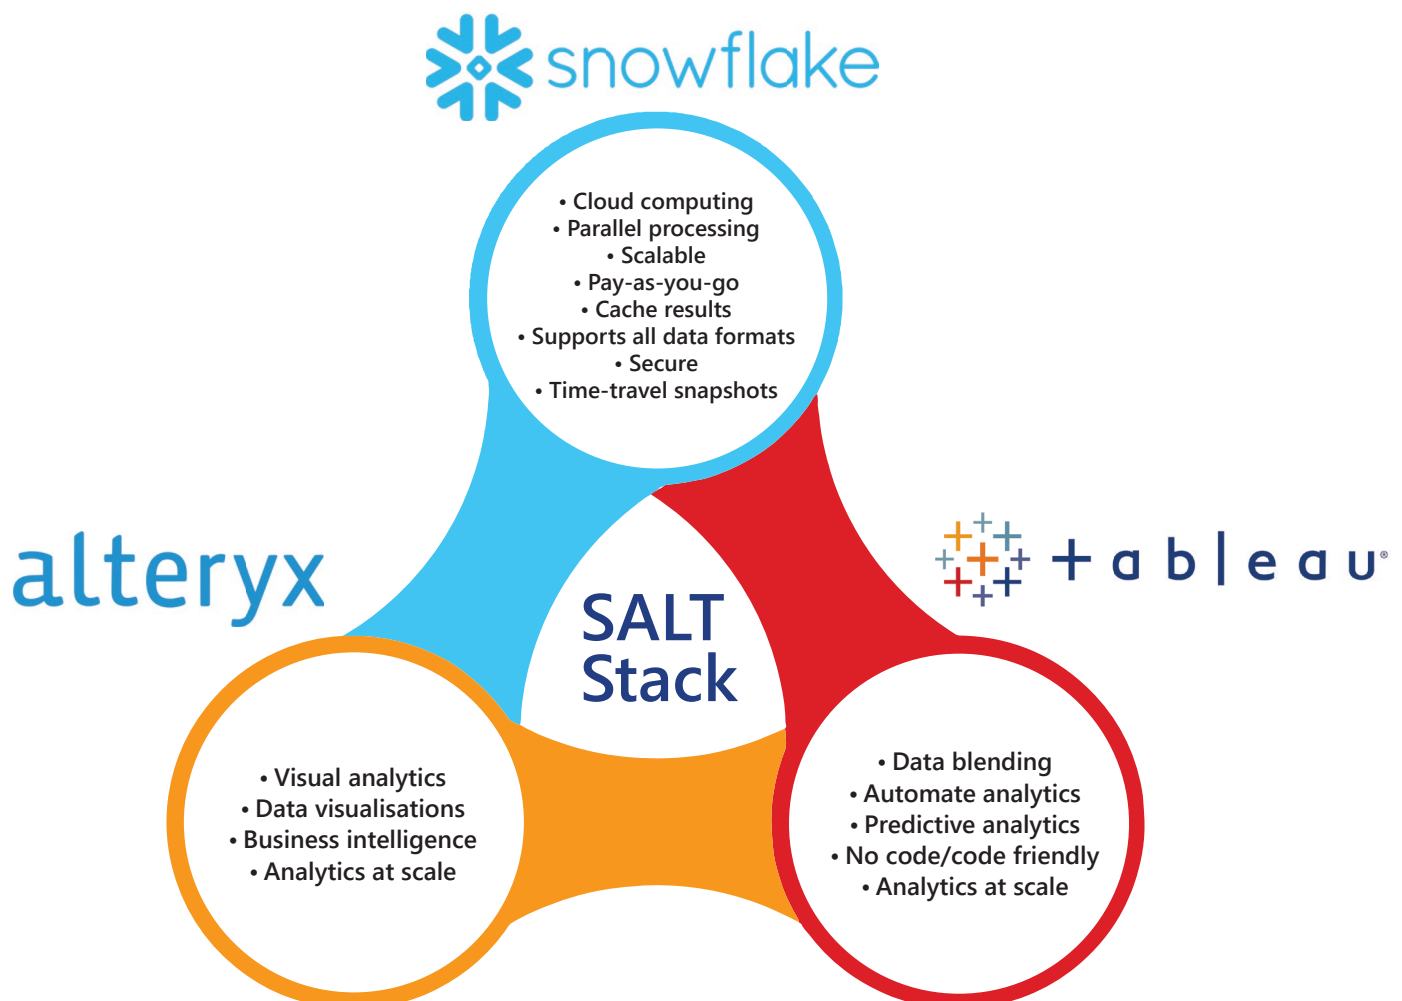 snowflake
• Cloud computing
• Parallel processing
• Scalable
• Pay-as-you-go
• Cache results
• Supports all data formats
• Secure
• Time-travel snapshots
alteryx
+ableau®
SALT
Stack
• Visual analytics
• Data visualisations
• Business intelligence
• Analytics at scale
• Data blending
• Automate analytics
• Predictive analytics
• No code/code friendly
• Analytics at scale